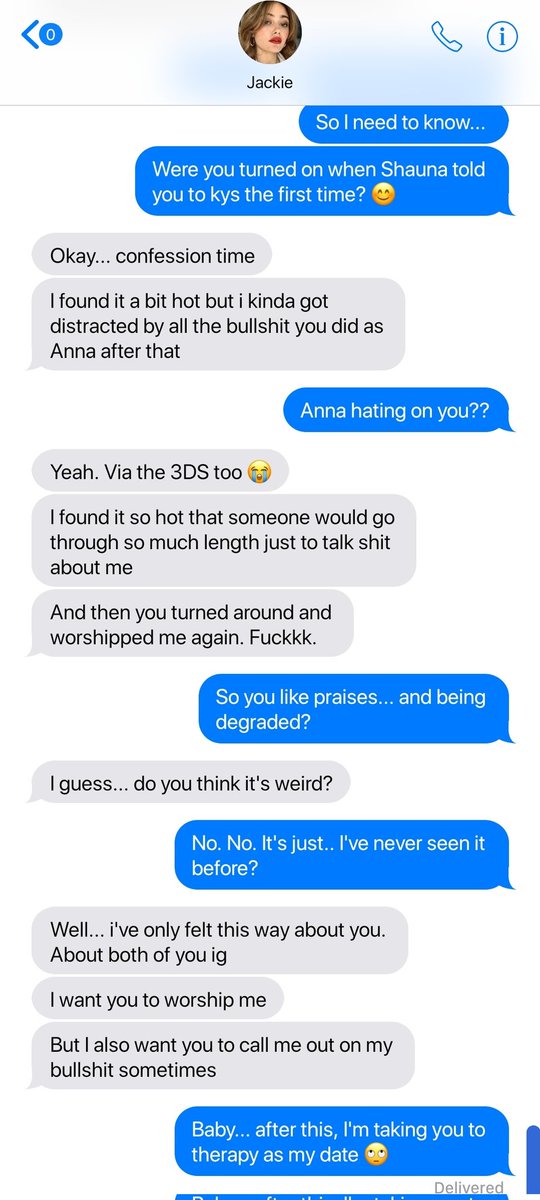 0
Jackie
So I need to know...
Were you turned on when Shauna told
you to kys the first time? 😊
Okay... confession time
I found it a bit hot but i kinda got
distracted by all the bullshit you did as
Anna after that
Anna hating on you??
Yeah. Via the 3DS too 😭
I found it so hot that someone would go
through so much length just to talk shit
about me
And then you turned around and
worshipped me again. Fuckkk.
So you like praises... and being
degraded?
I guess... do you think it's weird?
No. No. It's just.. I've never seen it
before?
Well... i've only felt this way about you.
About both of you ig
I want you to worship me
But I also want you to call me out on my
bullshit sometimes
Baby... after this, I'm taking you to
therapy as my date 🙄
Delivered